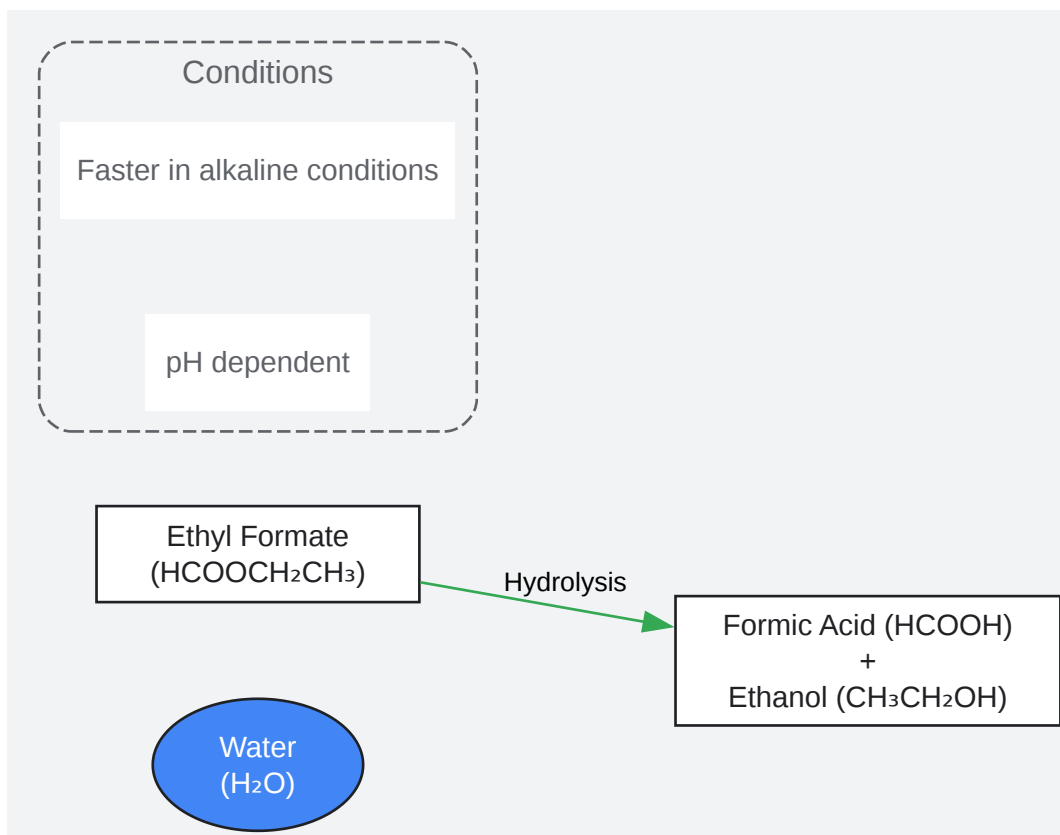 Conditions
Faster in alkaline conditions
pH dependent
Ethyl Formate
(HCOOCH₂CH₃)
Hydrolysis
Formic Acid (HCOOH)
+
Ethanol (CH₃CH₂OH)
Water
(H₂O)